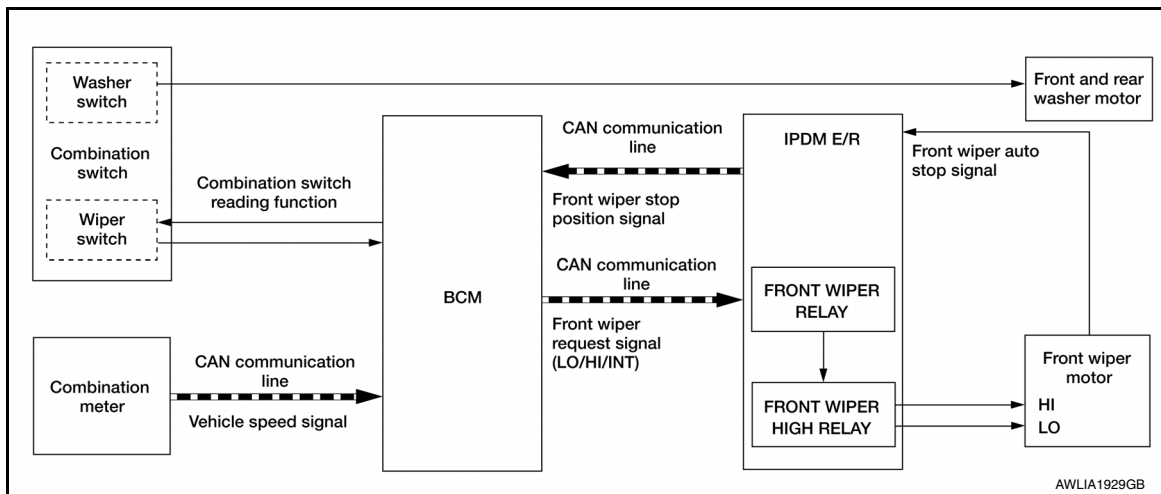 Washer
switch
Combination
switch
Wiper
switch
Combination switch
reading function
Combination
meter
CAN communication
line
Vehicle speed signal
BCM
CAN communication
line
Front wiper stop
position signal
CAN communication
line
Front wiper
request signal
(LO/HI/INT)
IPDM E/R
FRONT WIPER
RELAY
FRONT WIPER
HIGH RELAY
Front and rear
washer motor
Front wiper auto
stop signal
Front wiper
motor
HI
LO
AWLIA1929GB